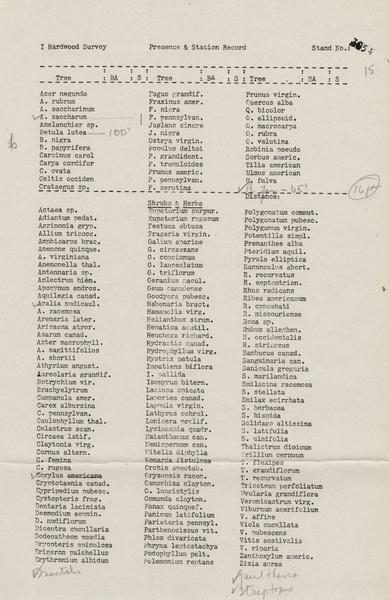 I Hardwood Survey Presence & Station Record Stand No.: 3054
15
Tree : BA : S : Tree : BA : S : Tree : BA : S
Acer negundo Fagus grandif. Prunus virgin.
A. rubrum Fraxinus amer. Quercus alba
A. saccharinum F. nigra Q. bicolor
A. saccharum F. pennsylvan. Q. ellipsoid.
Amelanchier sp. Juglans cinere Q. macrocarpa
Betula lutea 100' J. nigra Q. rubra
B. nigra Ostrya virgin. Q. velutina
B. papyrifera Populus deltoi Robinia pseudo
Carpinus carol P. grandident. Sorbus americ.
Carya cordifor P. tremuloides Tilia american
C. ovata Prunus americ. Ulmus american
Celtis occiden P. pennsylvan. U. fulva
Crataegus sp. P. serotina
Distance:
Shrubs & Herbs
Actaea sp. Eupatorium purpur. Polygonatum commut.
Adiantum pedat. Eupatorium rugosum Polygonatum pubesc.
Agrimonia gryp. Festuca obtusa Polygonum virgin.
Allium tricocc. Fragaria virgin. Potentilla simpl.
Amphicarpa brac. Galium aparine Prenanthes alba
Anemone quinque. G. circaezans Pteridium aquil.
A. virginiana G. concinnum Pyrola elliptica
Anemonella thal. G. lanceolatum Ranunculus abort.
Antennaria sp. G. triflorum R. recurvatus
Aplectrum hiem. Geranium macul. R. septentrion.
Apocynum andros. Geum canadense Rhus radicans
Aquilegia canad. Goodyera pubesc. Ribes americanum
Aralia nudicaul. Habenaria bract. R. cynosbati
A. racemosa Hamamelis virg. R. missouriense
Arenaria later. Helianthus strum. Rosa sp.
Arisaema atror. Hepatica acutil. Rubus alleghen.
Asarum canad. Heuchera richard. R. occidentalis
Aster macrophyll. Hydrastis canad. R. strigosus
A. sagittifolius Hydrophyllum virg. Sambucus canad.
A. shortii Hystrix patula Sanguinaria can.
Athyrium angust. Impatiens biflora Sanicula gregaria
Aureolaria grandif. I. pallida S. marilandica
Botrychium vir. Isopyrum bitern. Smilacina racemosa
Brachyelytrum Lactuca spicata S. stellata
Campanula amer. Laportea canad. Smilax ecirrhata
Carex albursina Lappula virgin. S. herbacea
C. pennsylvan. Lathyrus ochrol. S. hispida
Caulophyllum thal. Lonicera prolif. Solidago altissima
Celastrus scan. Lysimachia quadr. S. latifolia
Circaea latif. Maianthemum can. S. ulmifolia
Claytonia virg. Menispermum can. Thalictrum dioicum
Cornus altern. Mitella diphylla Trillium cernuum
C. femina Monarda fistulosa T. flexipes
C. rugosa Orchis spectab. T. grandiflorum
Corylus americana Oryzopsis racem. T. recurvatum
Cryptotaenia canad. Osmorhiza clayton. Triosteum perfoliatum
Cypripedium pubesc. O. longistylis Uvularia grandiflora
Cystopteris frag. Osmunda clayton. Veronicastrum virg.
Dentaria laciniata Panax quinquef. Viburnum acerifolium
Desmodium acumin. Panicum latifolium V. affine
D. nudiflorum Parietaria pennsyl. Viola cucullata
Dicentra cucullaria Parthenocissus vit. V. pubescens
Dodecatheon meadia Phlox divaricata Vitis aestivalis
Dryopteris spinulosa Phryma leptostachya V. riparia
Erigeron pulchellus Podophyllum pelt. Zanthoxylum americ.
Erythronium albidum Polemonium reptans Zizia aurea
Gaultheria
Streptopus